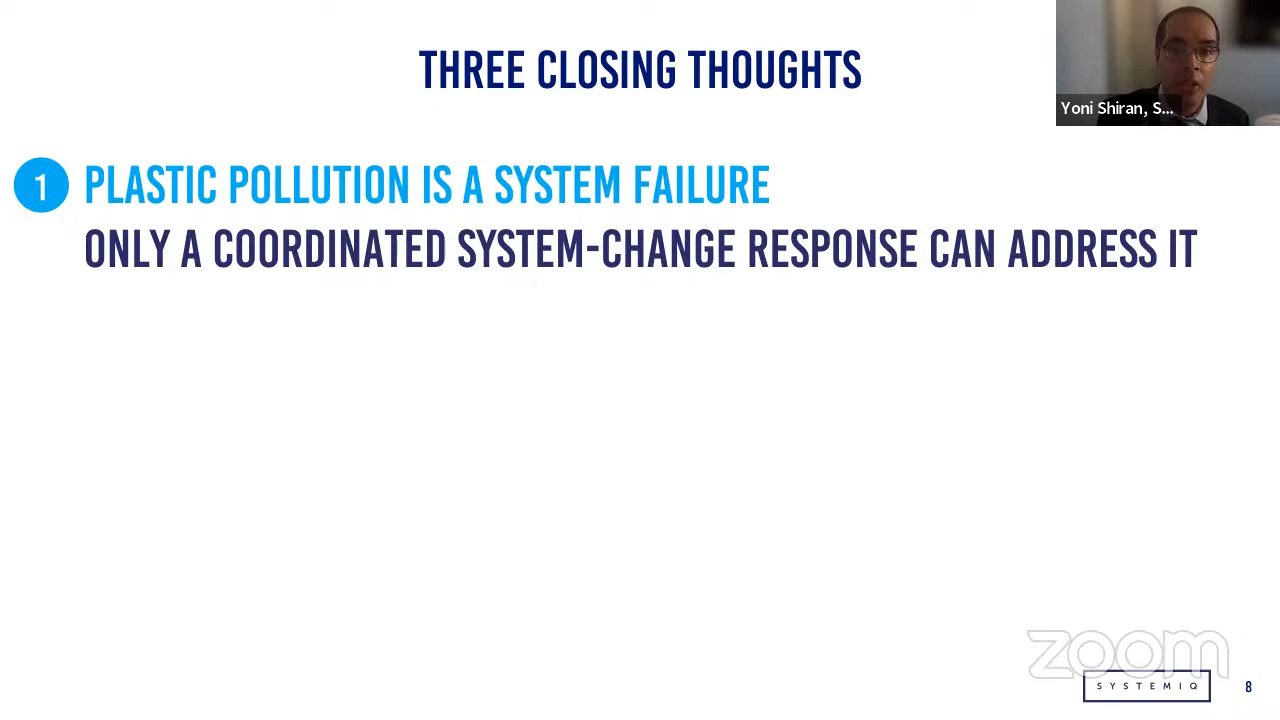 THREE CLOSING THOUGHTS
Yoni Shiran, S...
1 PLASTIC POLLUTION IS A SYSTEM FAILURE
ONLY A COORDINATED SYSTEM-CHANGE RESPONSE CAN ADDRESS IT
zoom
SYSTEMIQ
8